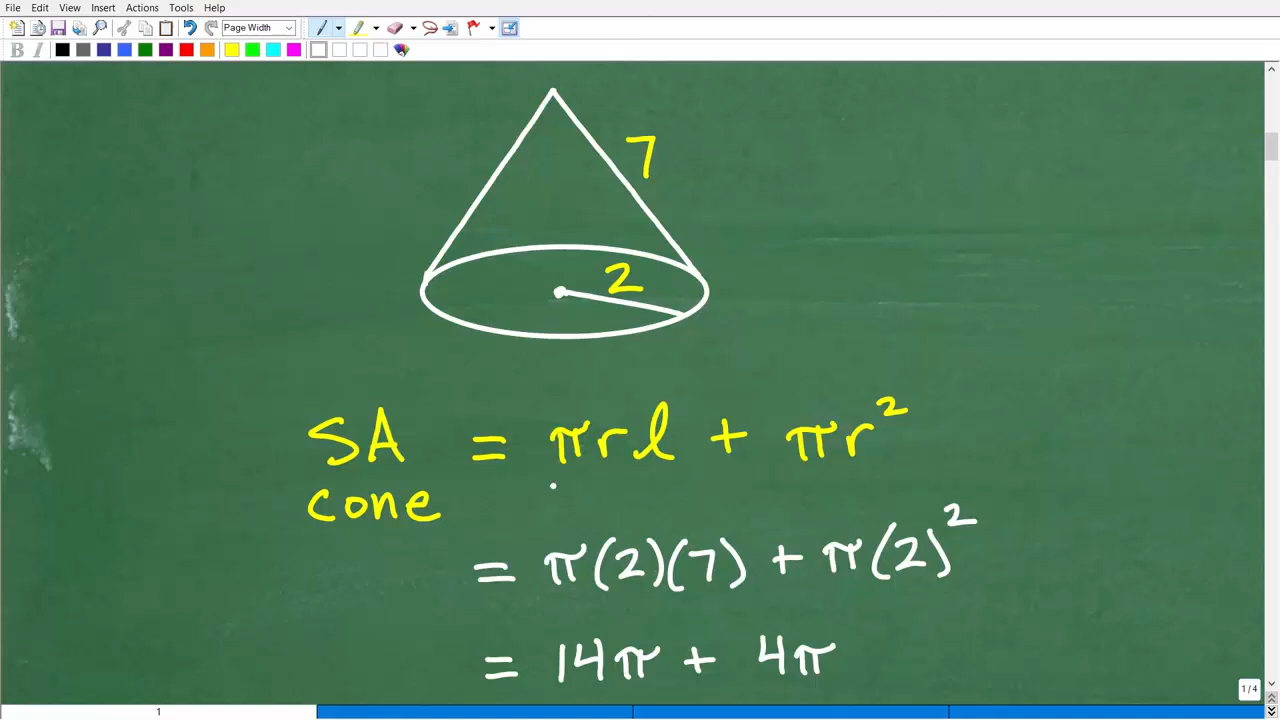 File Edit View Insert Actions Tools Help
Page Width
B I
7
2
SA = πrl + πr²
cone
= π(2)(7) + π(2)²
= 14π + 4π
1/4
1